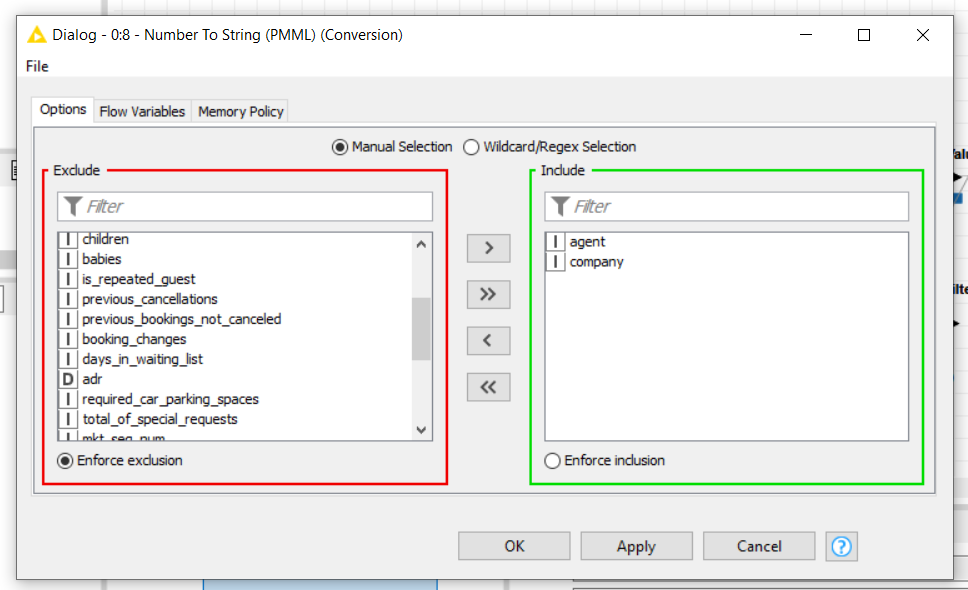 Dialog - 0:8 - Number To String (PMML) (Conversion)
File
Options Flow Variables Memory Policy
Manual Selection Wildcard/Regex Selection
Exclude
Filter
I children
I babies
I is_repeated_guest
I previous_cancellations
I previous_bookings_not_canceled
I booking_changes
I days_in_waiting_list
D adr
I required_car_parking_spaces
I total_of_special_requests
I mkt_seg_num
Enforce exclusion
>
>>
<
<<
Include
Filter
I agent
I company
Enforce inclusion
OK Apply Cancel ?